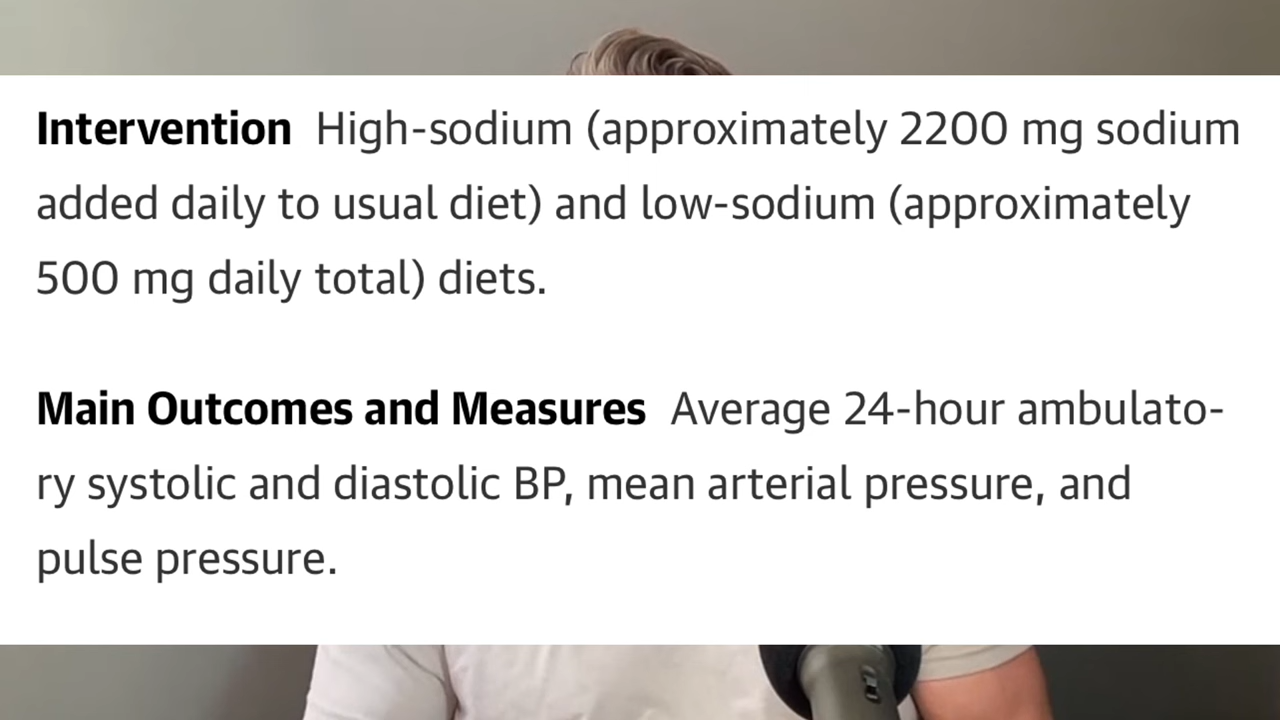 Intervention High-sodium (approximately 2200 mg sodium
added daily to usual diet) and low-sodium (approximately
500 mg daily total) diets.
Main Outcomes and Measures Average 24-hour ambulato-
ry systolic and diastolic BP, mean arterial pressure, and
pulse pressure.